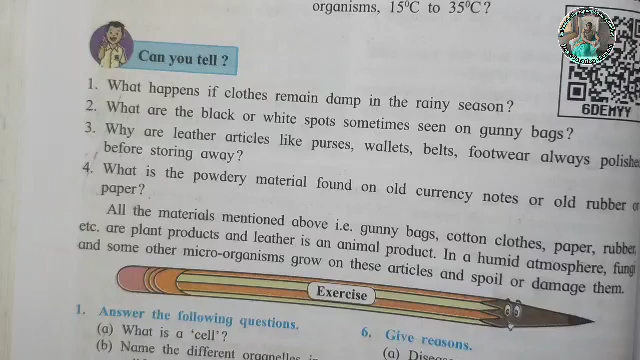 organisms, 15⁰C to 35⁰C?
Can you tell ?
1. What happens if clothes remain damp in the rainy season?
2. What are the black or white spots sometimes seen on gunny bags?
3. Why are leather articles like purses, wallets, belts, footwear always polishe
before storing away?
4. What is the powdery material found on old currency notes or old rubber or
paper?
All the materials mentioned above i.e. gunny bags, cotton clothes, paper, rubber,
etc. are plant products and leather is an animal product. In a humid atmosphere, fungi
and some other micro-organisms grow on these articles and spoil or damage them.
Exercise
1. Answer the following questions.
(a) What is a 'cell'?
(b) Name the different organelles in
6. Give reasons.
(a) Diseas
6DEMYY